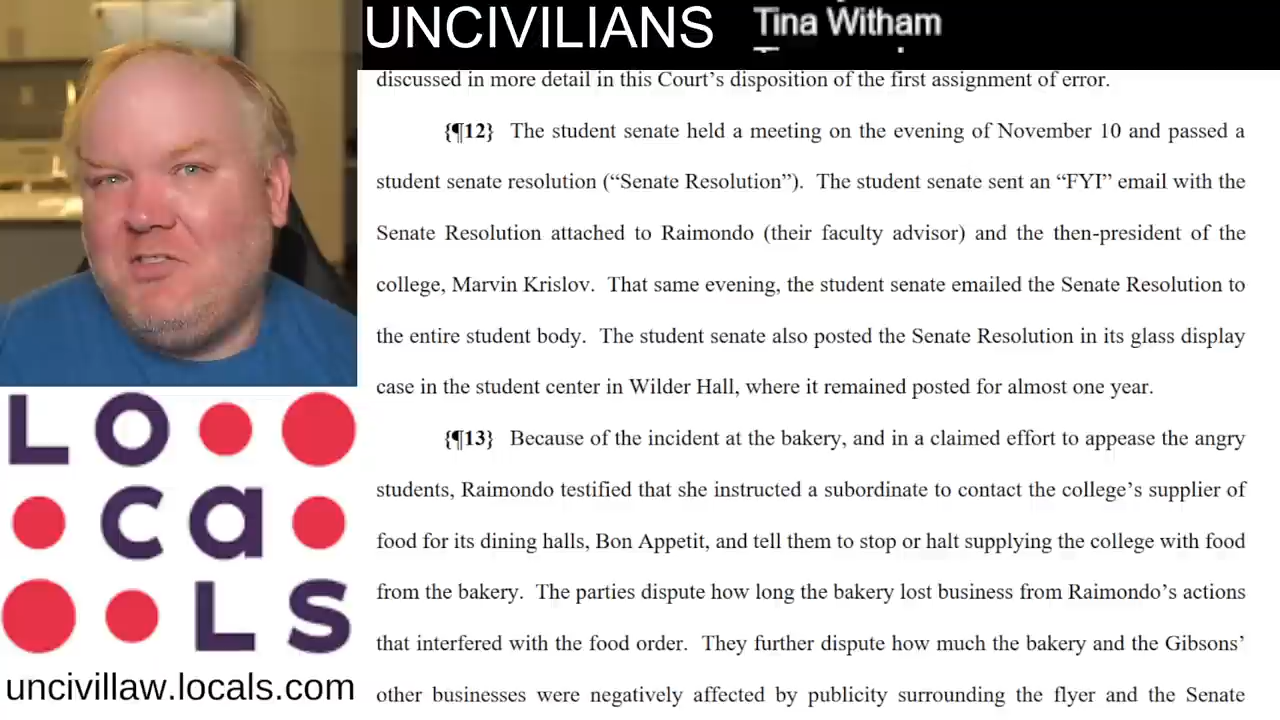 UNCIVILIANS
Tina Witham
discussed in more detail in this Court’s disposition of the first assignment of error.
{¶12} The student senate held a meeting on the evening of November 10 and passed a
student senate resolution (“Senate Resolution”). The student senate sent an “FYI” email with the
Senate Resolution attached to Raimondo (their faculty advisor) and the then-president of the
college, Marvin Krislov. That same evening, the student senate emailed the Senate Resolution to
the entire student body. The student senate also posted the Senate Resolution in its glass display
case in the student center in Wilder Hall, where it remained posted for almost one year.
{¶13} Because of the incident at the bakery, and in a claimed effort to appease the angry
students, Raimondo testified that she instructed a subordinate to contact the college’s supplier of
food for its dining halls, Bon Appetit, and tell them to stop or halt supplying the college with food
from the bakery. The parties dispute how long the bakery lost business from Raimondo’s actions
that interfered with the food order. They further dispute how much the bakery and the Gibsons’
other businesses were negatively affected by publicity surrounding the flyer and the Senate
LO
ca
LS
uncivillaw.locals.com